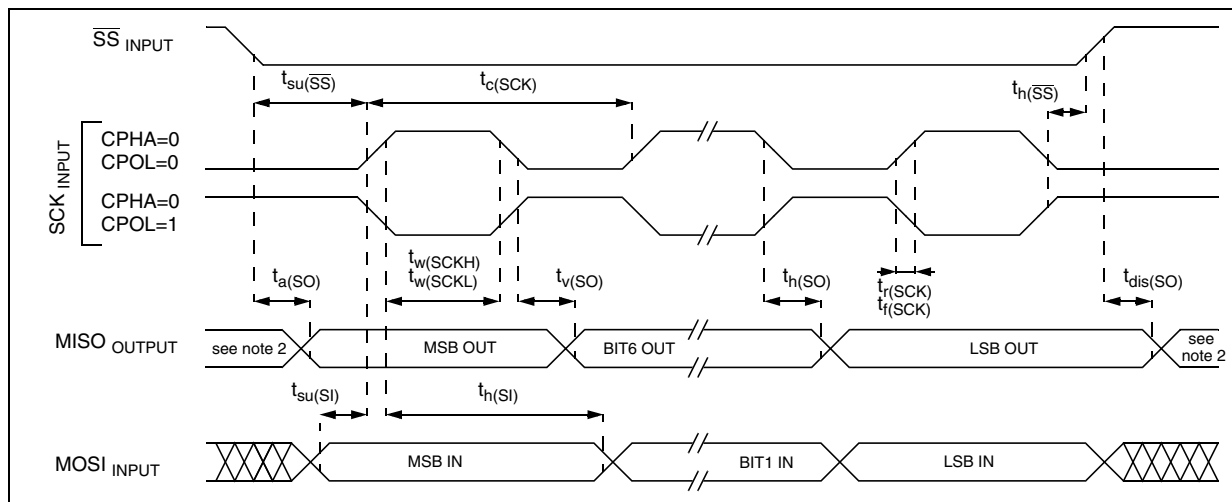 SS INPUT
tsu(SS)
tc(SCK)
th(SS)
SCK INPUT
CPHA=0
CPOL=0
CPHA=0
CPOL=1
tw(SCKH)
tw(SCKL)
ta(SO)
tv(SO)
th(SO)
tr(SCK)
tf(SCK)
tdis(SO)
MISO OUTPUT
see note 2
MSB OUT
BIT6 OUT
LSB OUT
see
note 2
tsu(SI)
th(SI)
MOSI INPUT
MSB IN
BIT1 IN
LSB IN